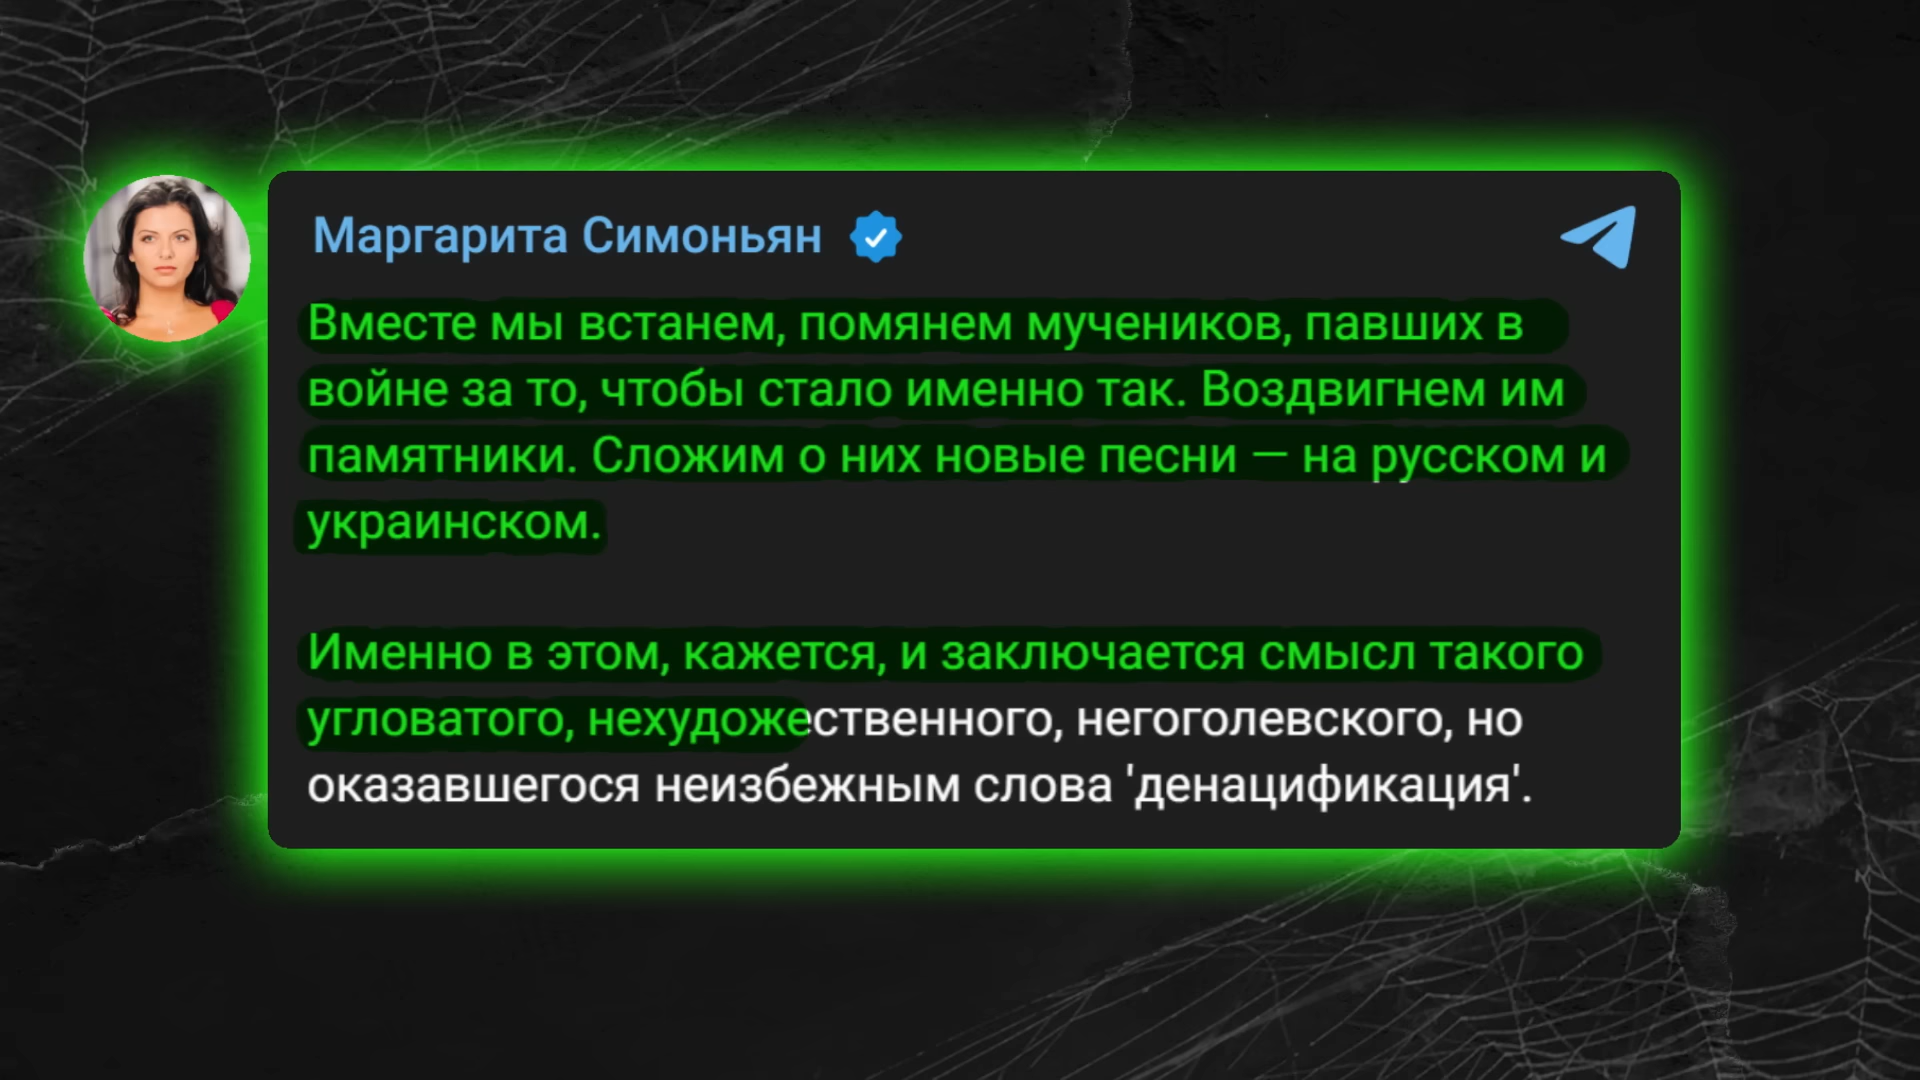 Маргарита Симоньян
Вместе мы встанем, помянем мучеников, павших в
войне за то, чтобы стало именно так. Воздвигнем им
памятники. Сложим о них новые песни — на русском и
украинском.
Именно в этом, кажется, и заключается смысл такого
угловатого, нехудожественного, негоголевского, но
оказавшегося неизбежным слова 'денацификация'.